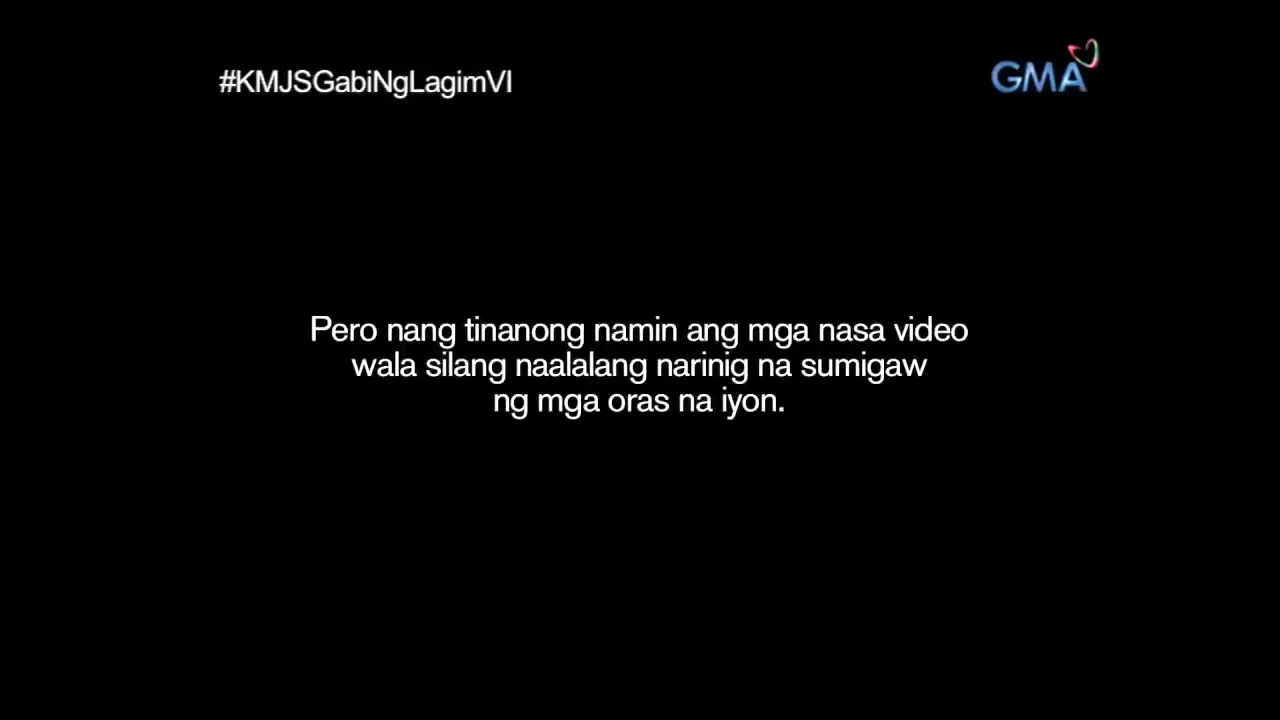 #KMJSGabiNgLagimVI
GMA
Pero nang tinanong namin ang mga nasa video
wala silang naalalang narinig na sumigaw
ng mga oras na iyon.